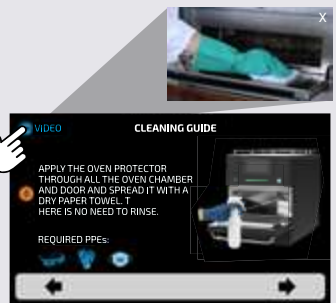 X
VIDEO
CLEANING GUIDE
APPLY THE OVEN PROTECTOR
THROUGH ALL THE OVEN CHAMBER
AND DOOR AND SPREAD IT WITH A
DRY PAPER TOWEL. T
HERE IS NO NEED TO RINSE.
REQUIRED PPEs: